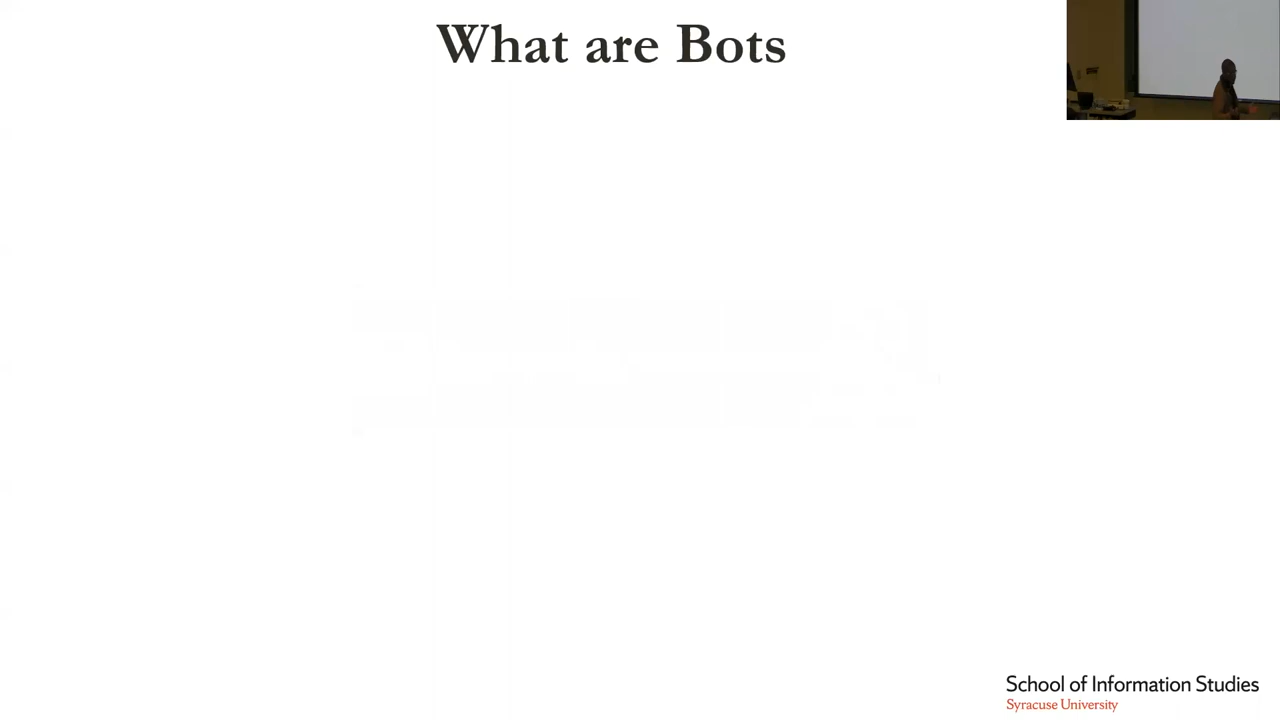 What are Bots
School of Information Studies
Syracuse University